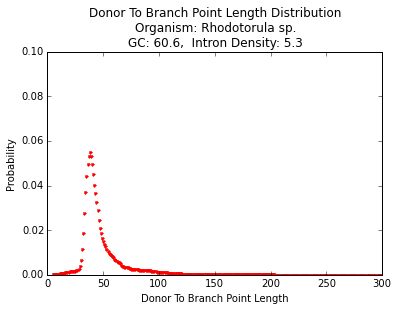 Donor To Branch Point Length Distribution
Organism: Rhodotorula sp.
GC: 60.6,  Intron Density: 5.3
0.10
0.08
0.06
0.04
0.02
0.00
Probability
0 50 100 150 200 250 300
Donor To Branch Point Length